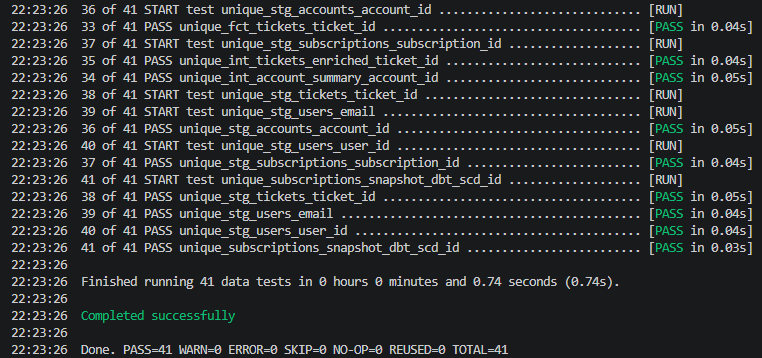 22:23:26  36 of 41 START test unique_stg_accounts_account_id ............................. [RUN]
22:23:26  33 of 41 PASS unique_fct_tickets_ticket_id ..................................... [PASS in 0.04s]
22:23:26  37 of 41 START test unique_stg_subscriptions_subscription_id ................... [RUN]
22:23:26  35 of 41 PASS unique_int_tickets_enriched_ticket_id ............................ [PASS in 0.04s]
22:23:26  34 of 41 PASS unique_int_account_summary_account_id ............................ [PASS in 0.05s]
22:23:26  38 of 41 START test unique_stg_tickets_ticket_id ............................... [RUN]
22:23:26  39 of 41 START test unique_stg_users_email ..................................... [RUN]
22:23:26  36 of 41 PASS unique_stg_accounts_account_id ................................... [PASS in 0.05s]
22:23:26  40 of 41 START test unique_stg_users_user_id ................................... [RUN]
22:23:26  37 of 41 PASS unique_stg_subscriptions_subscription_id ......................... [PASS in 0.04s]
22:23:26  41 of 41 START test unique_subscriptions_snapshot_dbt_scd_id ................... [RUN]
22:23:26  38 of 41 PASS unique_stg_tickets_ticket_id ..................................... [PASS in 0.05s]
22:23:26  39 of 41 PASS unique_stg_users_email ........................................... [PASS in 0.04s]
22:23:26  40 of 41 PASS unique_stg_users_user_id ......................................... [PASS in 0.04s]
22:23:26  41 of 41 PASS unique_subscriptions_snapshot_dbt_scd_id ......................... [PASS in 0.03s]
22:23:26
22:23:26  Finished running 41 data tests in 0 hours 0 minutes and 0.74 seconds (0.74s).
22:23:26
22:23:26  Completed successfully
22:23:26
22:23:26  Done. PASS=41 WARN=0 ERROR=0 SKIP=0 NO-OP=0 REUSED=0 TOTAL=41